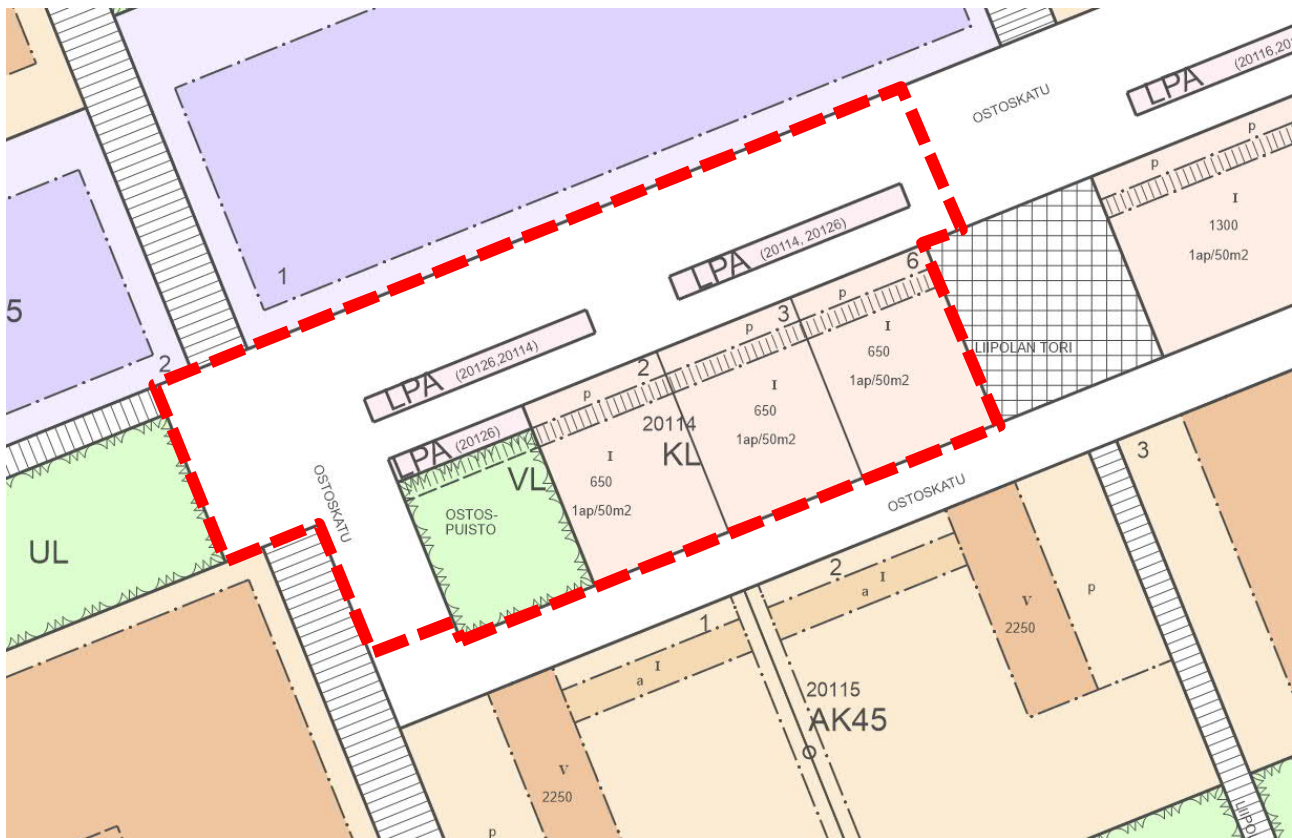 OSTOSKATU
LPA (20116,201
p
p
I
1300
1ap/50m2
1
5
2
LPA (20114, 20126)
6
p
I
650
1ap/50m2
LIIPOLAN TORI
3
p
I
650
1ap/50m2
LPA (20126,20114)
2
p
20114
KL
I
650
1ap/50m2
LPA (20126)
VL
OSTOS-
PUISTO
OSTOSKATU
OSTOSKATU
UL
3
2
I
a
V
2250
p
1
I
a
20115
AK45
V
2250
p
p
LIIPO